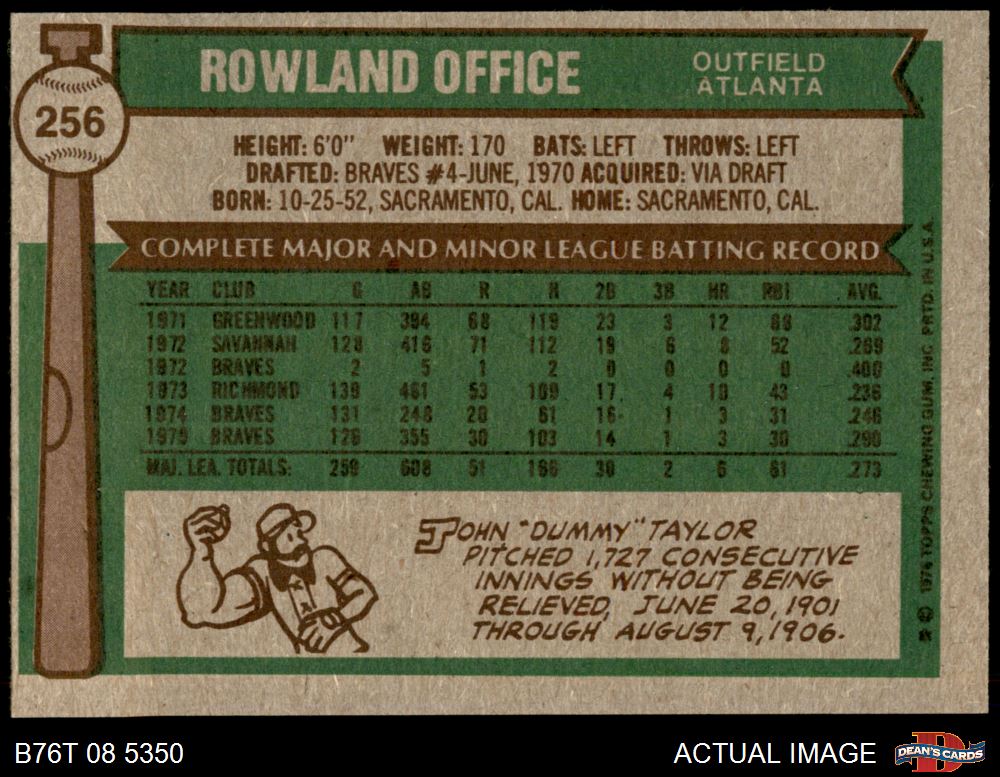 256
ROWLAND OFFICE
OUTFIELD
ATLANTA
HEIGHT: 6'0" WEIGHT: 170 BATS: LEFT THROWS: LEFT
DRAFTED: BRAVES #4-JUNE, 1970 ACQUIRED: VIA DRAFT
BORN: 10-25-52, SACRAMENTO, CAL. HOME: SACRAMENTO, CAL.
COMPLETE MAJOR AND MINOR LEAGUE BATTING RECORD
YEAR CLUB G AB R H 2B 3B HR RBI AVG.
1971 GREENWOOD 117 394 68 119 23 3 12 .302
1972 SAVANNAH 128 416 71 112 19 6 8 52 .269
1972 BRAVES 2 5 1 2 0 0 0 0 .400
1973 RICHMOND 139 461 53 109 17 4 10 43 .236
1974 BRAVES 131 248 20 61 16 1 3 31 .246
1975 BRAVES 126 355 30 103 14 1 3 30 .290
MAJ. LEA. TOTALS: 259 608 51 166 30 2 6 61 .273
JOHN "DUMMY" TAYLOR
PITCHED 1,727 CONSECUTIVE
INNINGS WITHOUT BEING
RELIEVED, JUNE 20, 1901
THROUGH AUGUST 9, 1906.
© 1976 TOPPS CHEWING GUM, INC. PRTD. IN U.S.A.
B76T 08 5350
ACTUAL IMAGE
D
DEAN'S CARDS